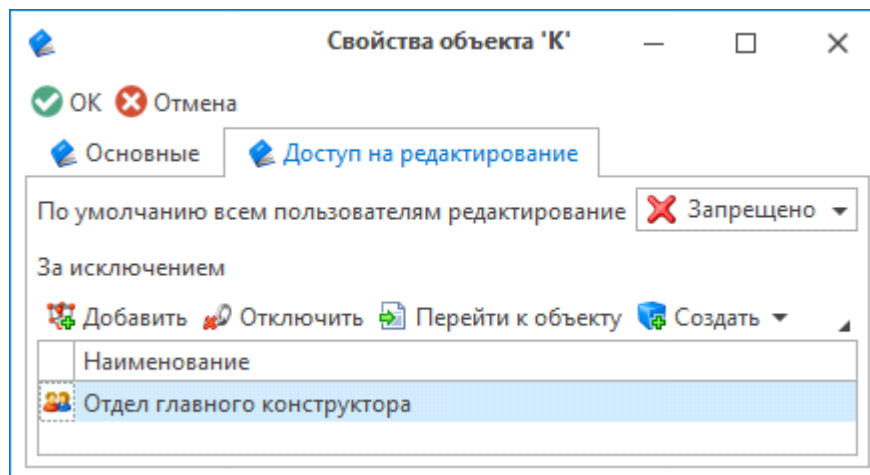 Свойства объекта 'К'
ОК Отмена
Основные Доступ на редактирование
По умолчанию всем пользователям редактирование Запрещено
За исключением
Добавить Отключить Перейти к объекту Создать
Наименование
Отдел главного конструктора